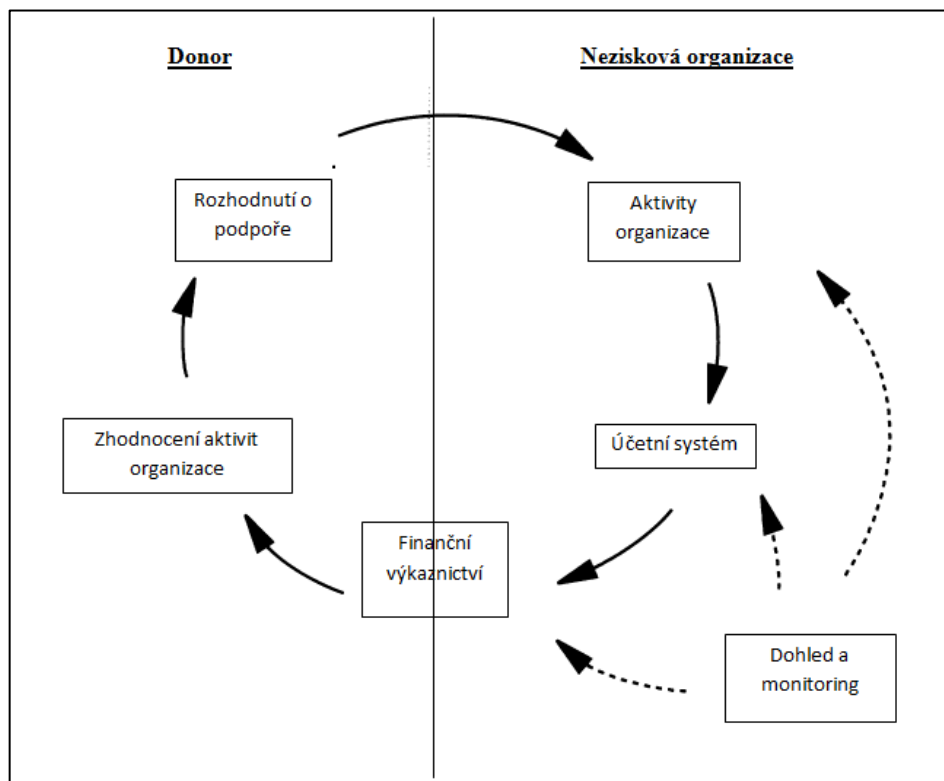 Donor
Nezisková organizace
Rozhodnutí o
podpoře
Aktivity
organizace
Zhodnocení aktivit
organizace
Účetní systém
Finanční
výkaznictví
Dohled a
monitoring